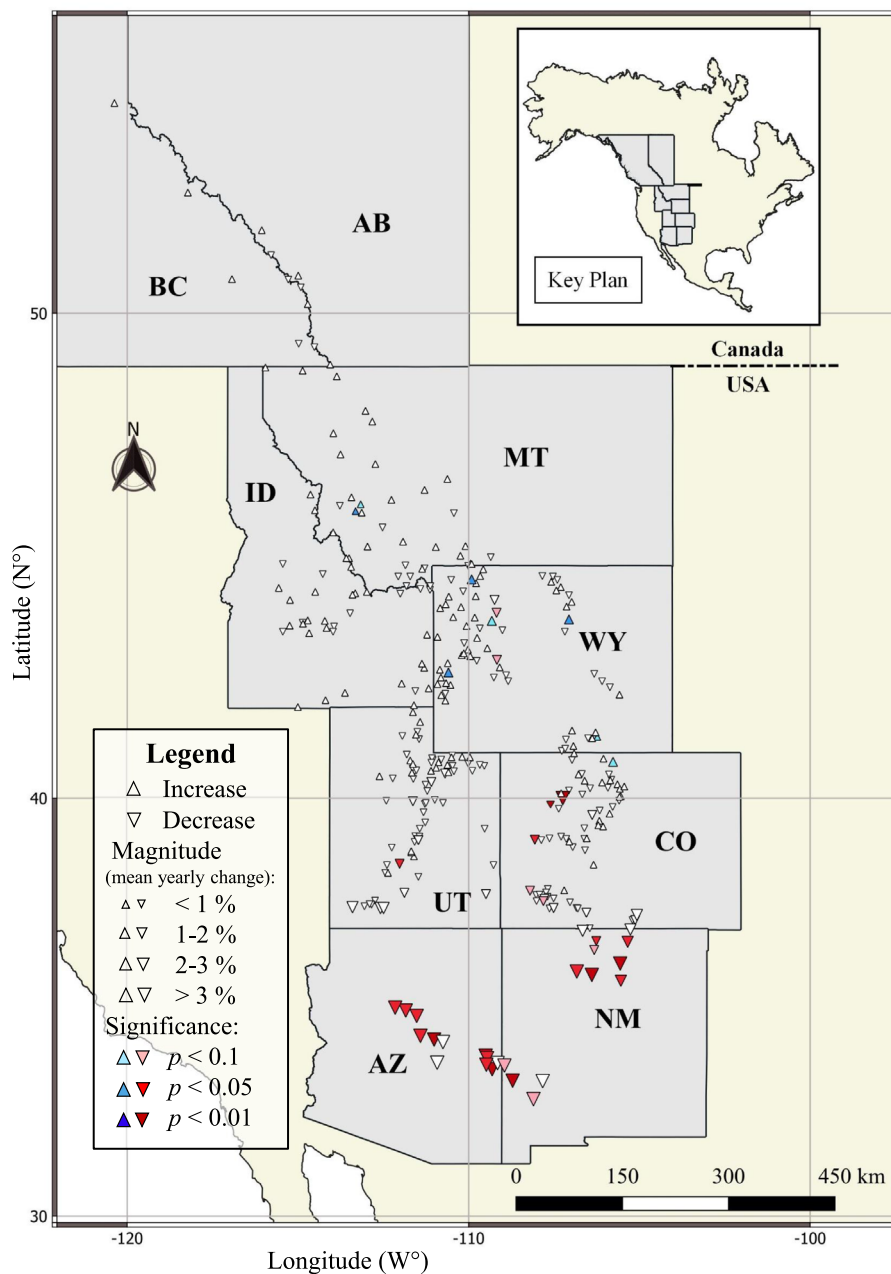 Key Plan
AB
BC
50
Canada
USA
N
MT
ID
WY
Latitude (N°)
Legend
Increase
Decrease
Magnitude
(mean yearly change):
< 1 %
1-2 %
2-3 %
> 3 %
Significance:
p < 0.1
p < 0.05
p < 0.01
40
CO
UT
NM
AZ
0 150 300 450 km
30
-120 -110 -100
Longitude (W°)